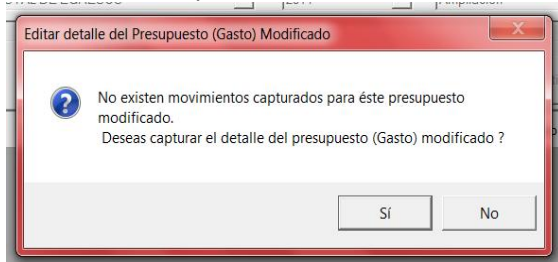 Editar detalle del Presupuesto (Gasto) Modificado
No existen movimientos capturados para éste presupuesto
modificado.
Deseas capturar el detalle del presupuesto (Gasto) modificado ?
Sí
No